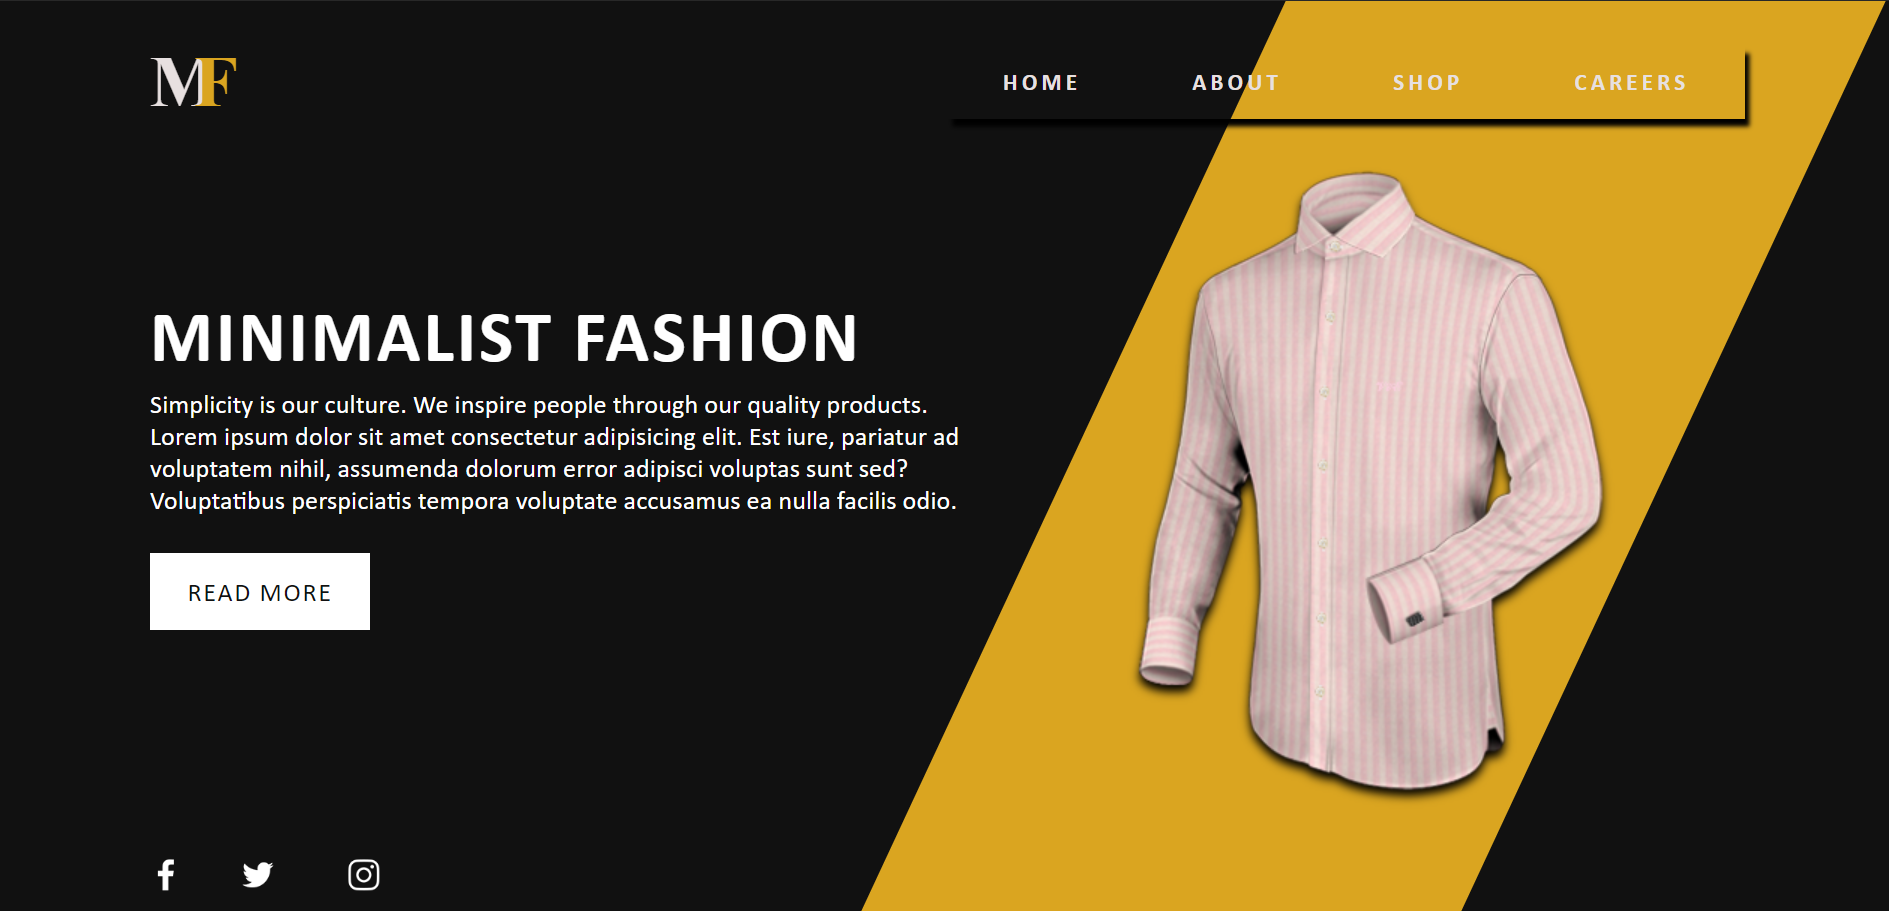 MF
HOME ABOUT SHOP CAREERS
MINIMALIST FASHION
Simplicity is our culture. We inspire people through our quality products.
Lorem ipsum dolor sit amet consectetur adipisicing elit. Est iure, pariatur ad
voluptatem nihil, assumenda dolorum error adipisci voluptas sunt sed?
Voluptatibus perspiciatis tempora voluptate accusamus ea nulla facilis odio.
READ MORE